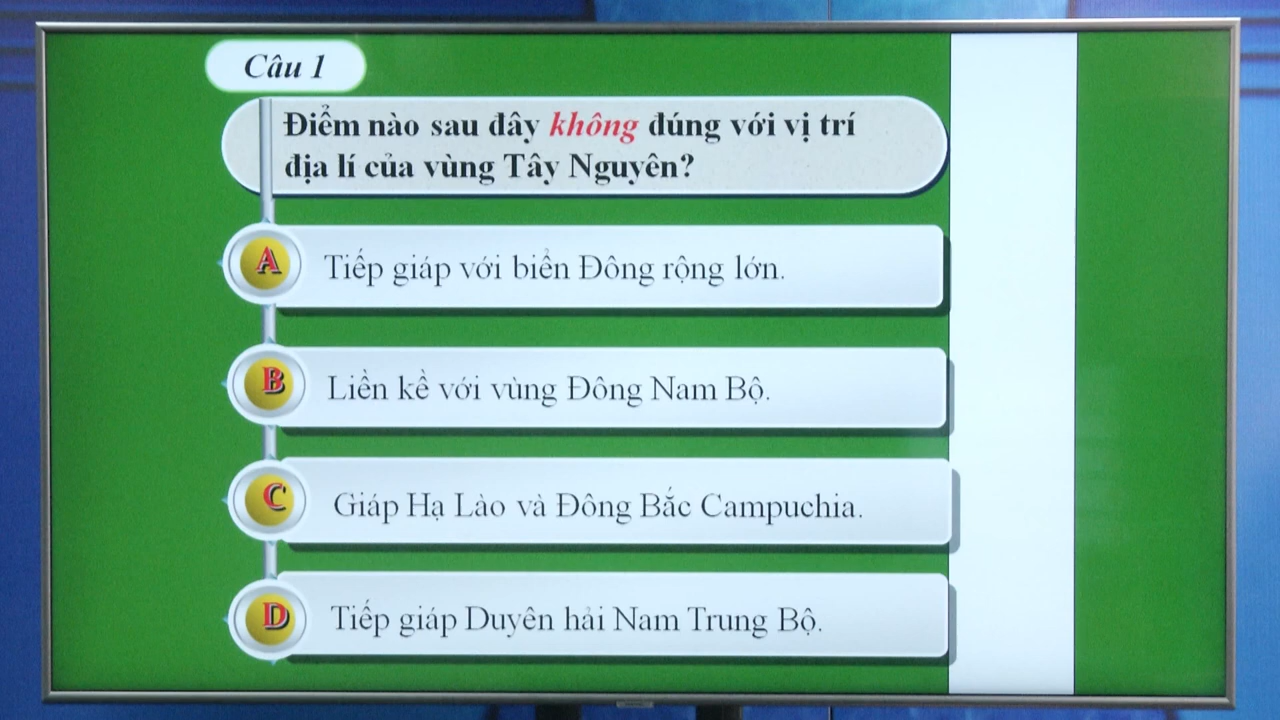 Câu 1
Điểm nào sau đây không đúng với vị trí
địa lí của vùng Tây Nguyên?
A Tiếp giáp với biển Đông rộng lớn.
B Liền kề với vùng Đông Nam Bộ.
C Giáp Hạ Lào và Đông Bắc Campuchia.
D Tiếp giáp Duyên hải Nam Trung Bộ.